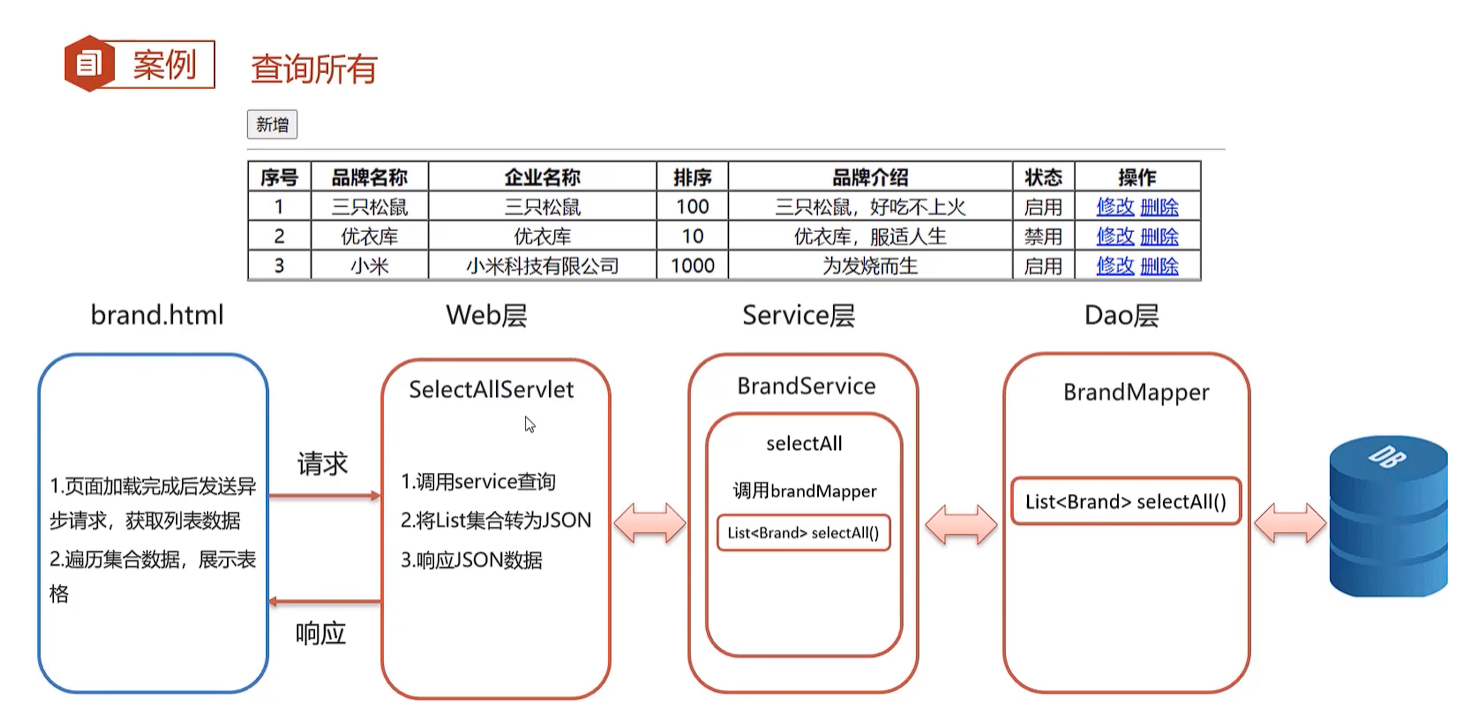 案例
查询所有
新增
序号 品牌名称 企业名称 排序 品牌介绍 状态 操作
1 三只松鼠 三只松鼠 100 三只松鼠，好吃不上火 启用 修改 删除
2 优衣库 优衣库 10 优衣库，服适人生 禁用 修改 删除
3 小米 小米科技有限公司 1000 为发烧而生 启用 修改 删除
brand.html
Web层
Service层
Dao层
1.页面加载完成后发送异
步请求，获取列表数据
2.遍历集合数据，展示表
格
请求
响应
SelectAllServlet
1.调用service查询
2.将List集合转为JSON
3.响应JSON数据
BrandService
selectAll
调用brandMapper
List<Brand> selectAll()
BrandMapper
List<Brand> selectAll()
DB